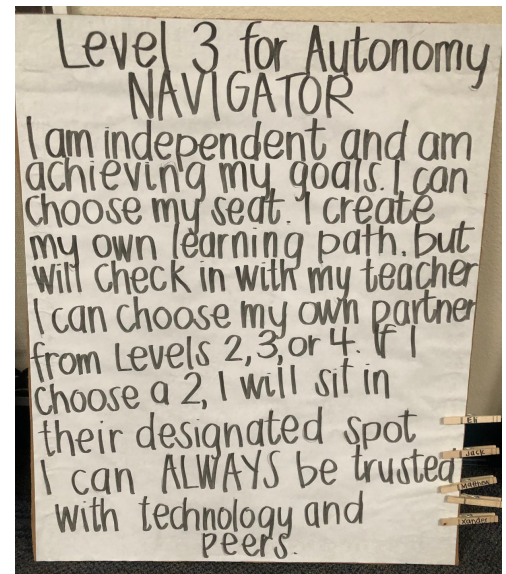 Level 3 for Autonomy
NAVIGATOR
I am independent and am
achieving my goals. I can
choose my seat. I create
my own learning path, but
will check in with my teacher
I can choose my own partner
from Levels 2, 3, or 4. If I
choose a 2, I will sit in
their designated spot
I can ALWAYS be trusted
with technology and
peers.
Eli
Jack
Xander